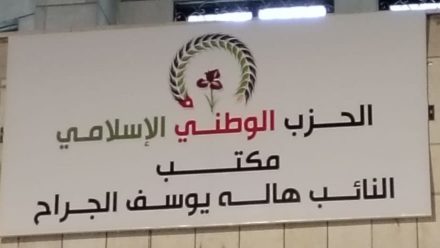 الحزب الوطني الإسلامي
مكتب
النائب هاله يوسف الجراح